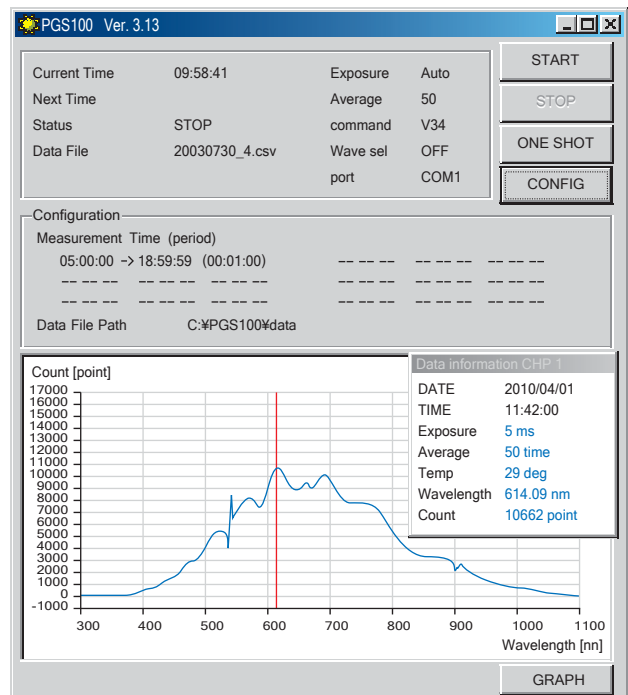 PGS100 Ver. 3.13
Current Time 09:58:41 Exposure Auto
Next Time Average 50
Status STOP command V34
Data File 20030730_4.csv Wave sel OFF
port COM1
START
STOP
ONE SHOT
CONFIG
Configuration
Measurement Time (period)
05:00:00 -> 18:59:59 (00:01:00) -- -- -- -- -- -- -- -- --
-- -- -- -- -- -- -- -- -- -- -- -- -- -- -- -- -- --
-- -- -- -- -- -- -- -- -- -- -- -- -- -- -- -- -- --
Data File Path C:¥PGS100¥data
Count [point]
17000
16000
15000
14000
13000
12000
11000
10000
9000
8000
7000
6000
5000
4000
3000
2000
1000
0
-1000
300 400 500 600 700 800 900 1000 1100
Wavelength [nn]
Data information CHP 1
DATE 2010/04/01
TIME 11:42:00
Exposure 5 ms
Average 50 time
Temp 29 deg
Wavelength 614.09 nm
Count 10662 point
GRAPH